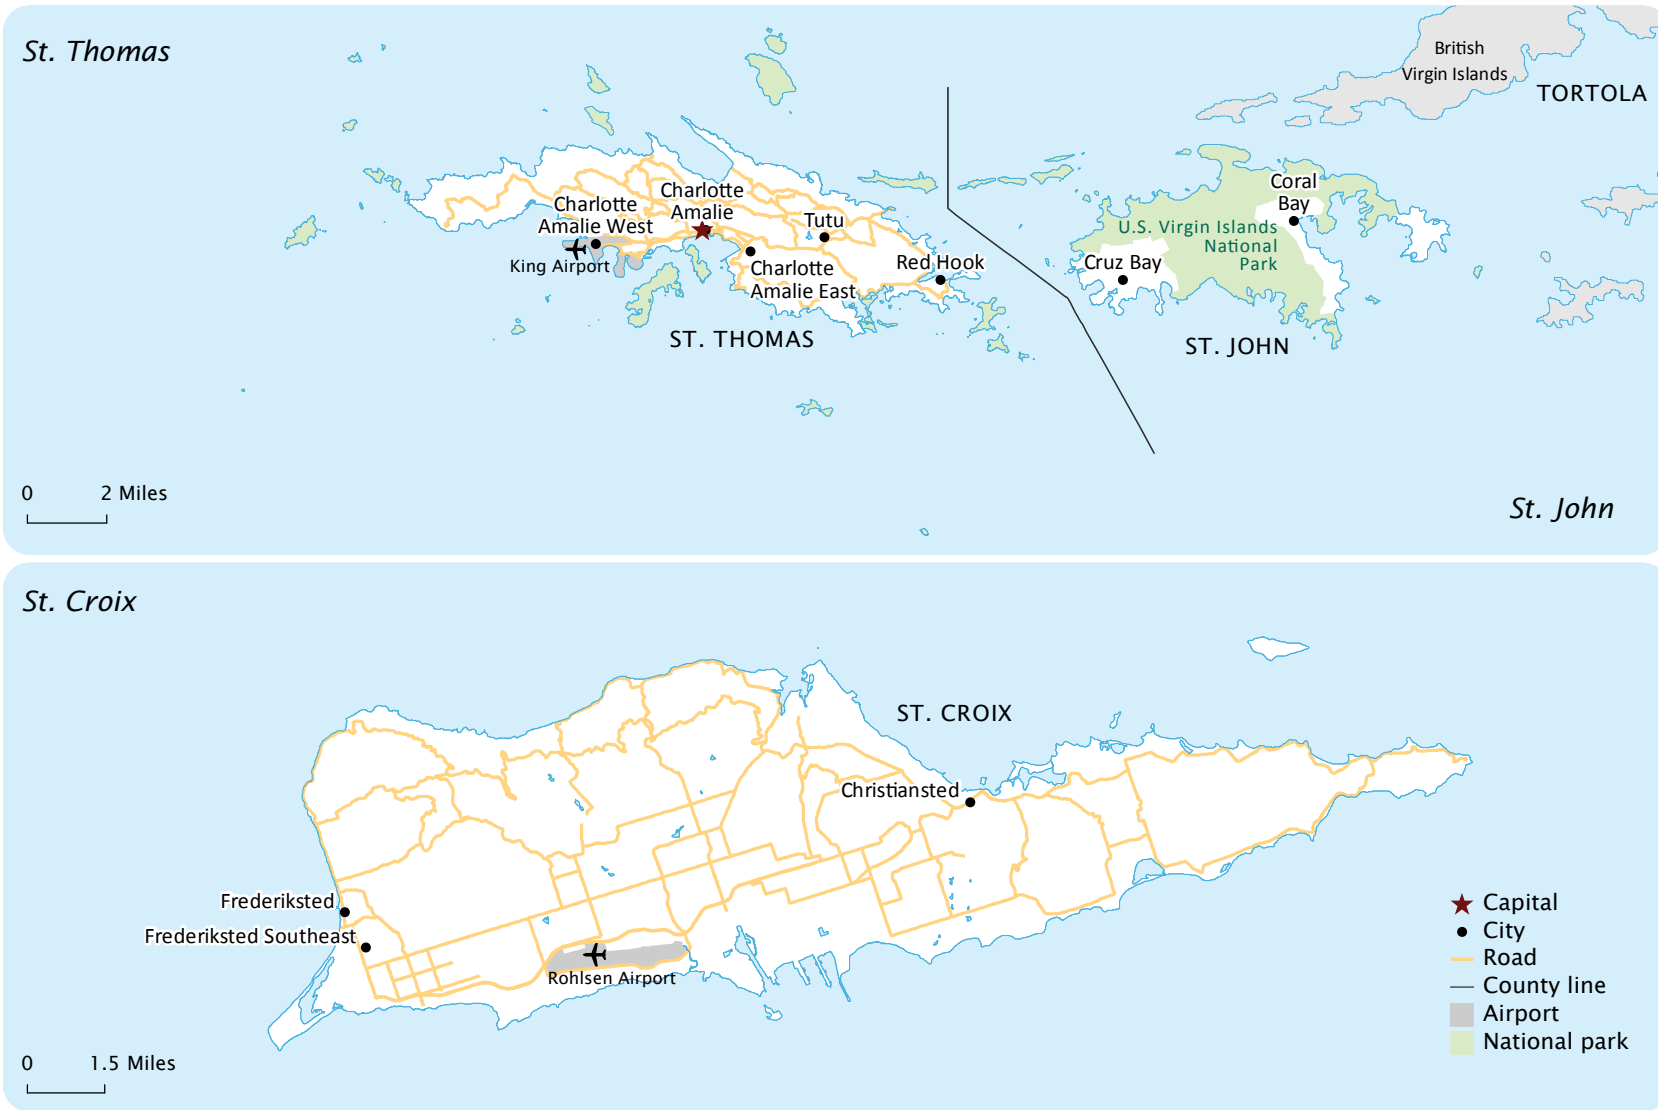 St. Thomas
British
Virgin Islands
TORTOLA
Charlotte
Amalie
Charlotte
Amalie West
Tutu
King Airport
Charlotte
Amalie East
Red Hook
ST. THOMAS
Coral
Bay
U.S. Virgin Islands
National
Park
Cruz Bay
ST. JOHN
0 2 Miles
St. John
St. Croix
ST. CROIX
Christiansted
Frederiksted
Frederiksted Southeast
Rohlsen Airport
0 1.5 Miles
Capital
City
Road
County line
Airport
National park